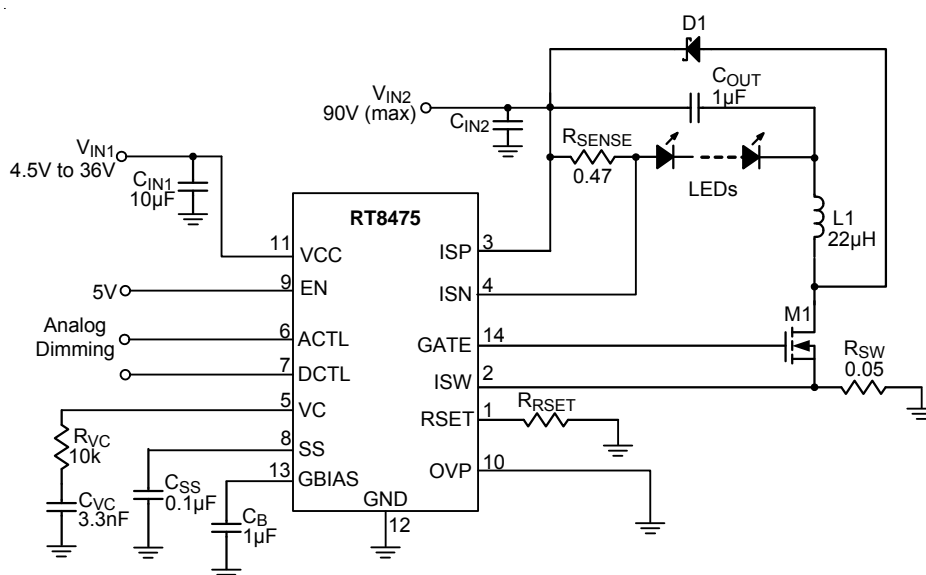 D1
COUT
1µF
VIN2
90V (max)
CIN2
RSENSE
0.47
LEDs
VIN1
4.5V to 36V
CIN1
10µF
RT8475
L1
22µH
11
VCC
ISP
3
9
EN
5V
ISN
4
M1
Analog
Dimming
6
ACTL
GATE
14
7
DCTL
ISW
2
RSW
0.05
5
VC
RSET
1
RRSET
RVC
10k
8
SS
OVP
10
13
GBIAS
CVC
3.3nF
CSS
0.1µF
CB
1µF
GND
12